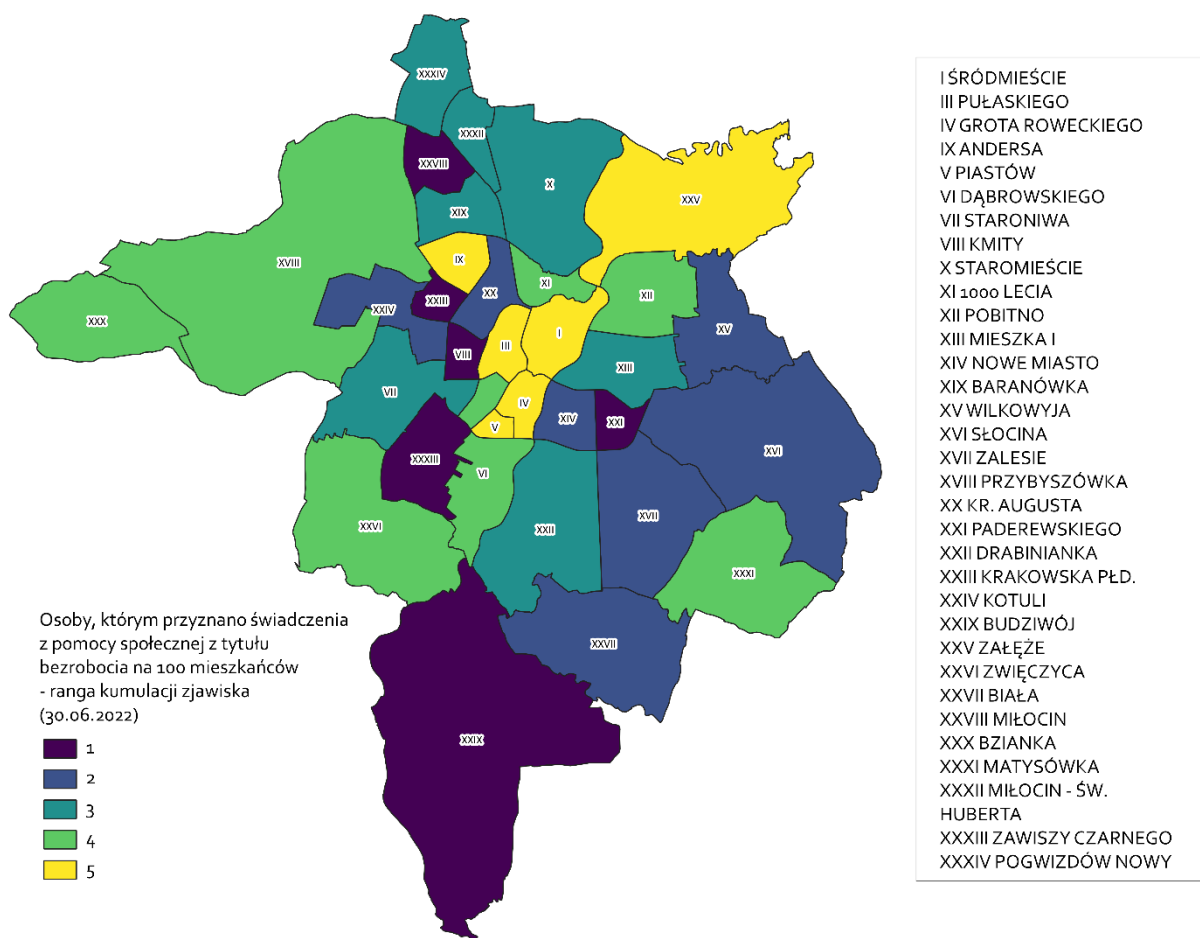 XXXIV
XXXII
XXVIII
X
XXV
XIX
IX
XVIII
XI
XX
XII
XXIII
XXIV
XXX
I
XV
III
VIII
XIII
VII
IV
XIV
XXI
V
XVI
XXXIII
VI
XVII
XXVI
XXII
XXXI
XXVII
XXIX
Osoby, którym przyznano świadczenia
z pomocy społecznej z tytułu
bezrobocia na 100 mieszkańców
- ranga kumulacji zjawiska
(30.06.2022)
1
2
3
4
5
I ŚRÓDMIEŚCIE
III PUŁASKIEGO
IV GROTA ROWECKIEGO
IX ANDERSA
V PIASTÓW
VI DĄBROWSKIEGO
VII STARONIWA
VIII KMITY
X STAROMIEŚCIE
XI 1000 LECIA
XII POBITNO
XIII MIESZKA I
XIV NOWE MIASTO
XIX BARANÓWKA
XV WILKOWYJA
XVI SŁOCINA
XVII ZALESIE
XVIII PRZYBYSZÓWKA
XX KR. AUGUSTA
XXI PADEREWSKIEGO
XXII DRABINIANKA
XXIII KRAKOWSKA PŁD.
XXIV KOTULI
XXIX BUDZIWÓJ
XXV ZAŁĘŻE
XXVI ZWIĘCZYCA
XXVII BIAŁA
XXVIII MIŁOCIN
XXX BZIANKA
XXXI MATYSÓWKA
XXXII MIŁOCIN - ŚW.
HUBERTA
XXXIII ZAWISZY CZARNEGO
XXXIV POGWIZDÓW NOWY